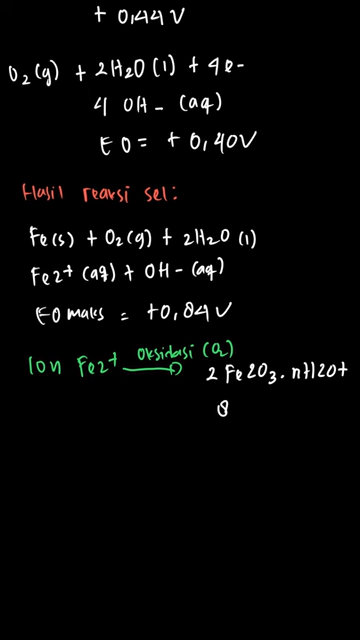 + 0,44 V
O2(g) + 2H2O(l) + 4e-
4 OH- (aq)
E0 = + 0,40V
Hasil reaksi sel:
Fe(s) + O2(g) + 2H2O (l)
Fe2+ (aq) + OH- (aq)
E0 maks = +0,84 V
Ion Fe2+ Oksidasi (O2)
2 Fe2O3.nH2O+
8